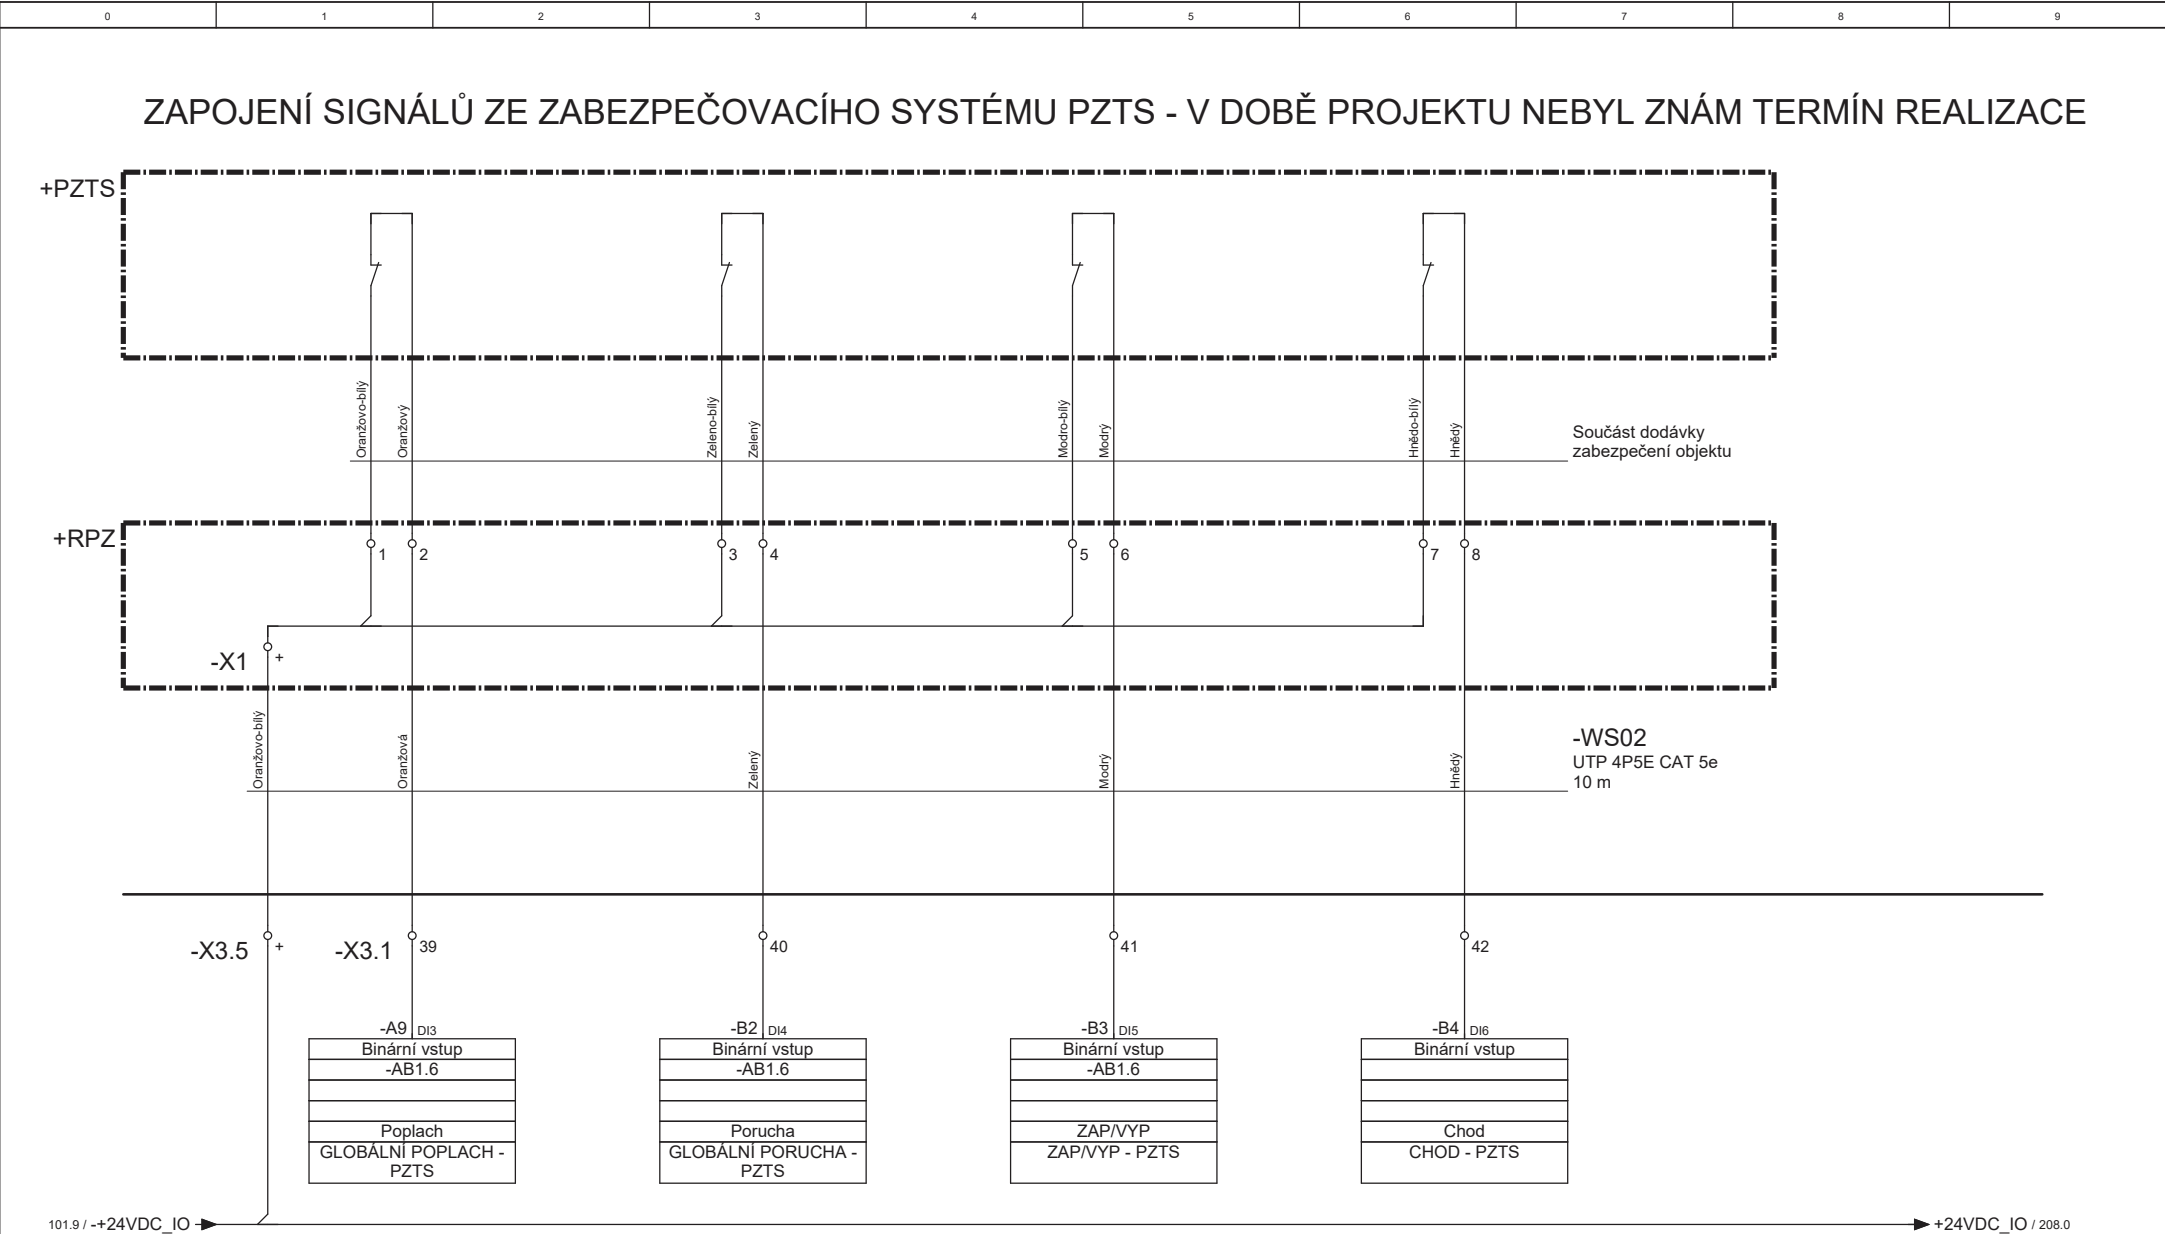 0 1 2 3 4 5 6 7 8 9
ZAPOJENÍ SIGNÁLŮ ZE ZABEZPEČOVACÍHO SYSTÉMU PZTS - V DOBĚ PROJEKTU NEBYL ZNÁM TERMÍN REALIZACE
+PZTS
Oranžovo-bílý
Oranžový
Zeleno-bílý
Zelený
Modro-bílý
Modrý
Hnědo-bílý
Hnědý
Součást dodávky
zabezpečení objektu
+RPZ
1 2 3 4 5 6 7 8
-X1 +
Oranžovo-bílý
Oranžová
Zelený
Modrý
Hnědý
-WS02
UTP 4P5E CAT 5e
10 m
-X3.5 + -X3.1 39 40 41 42
-A9 DI3
Binární vstup
-AB1.6
Poplach
GLOBÁLNÍ POPLACH -
PZTS
-B2 DI4
Binární vstup
-AB1.6
Porucha
GLOBÁLNÍ PORUCHA -
PZTS
-B3 DI5
Binární vstup
-AB1.6
ZAP/VYP
ZAP/VYP - PZTS
-B4 DI6
Binární vstup
Chod
CHOD - PZTS
101.9 / -+24VDC_IO
+24VDC_IO / 208.0